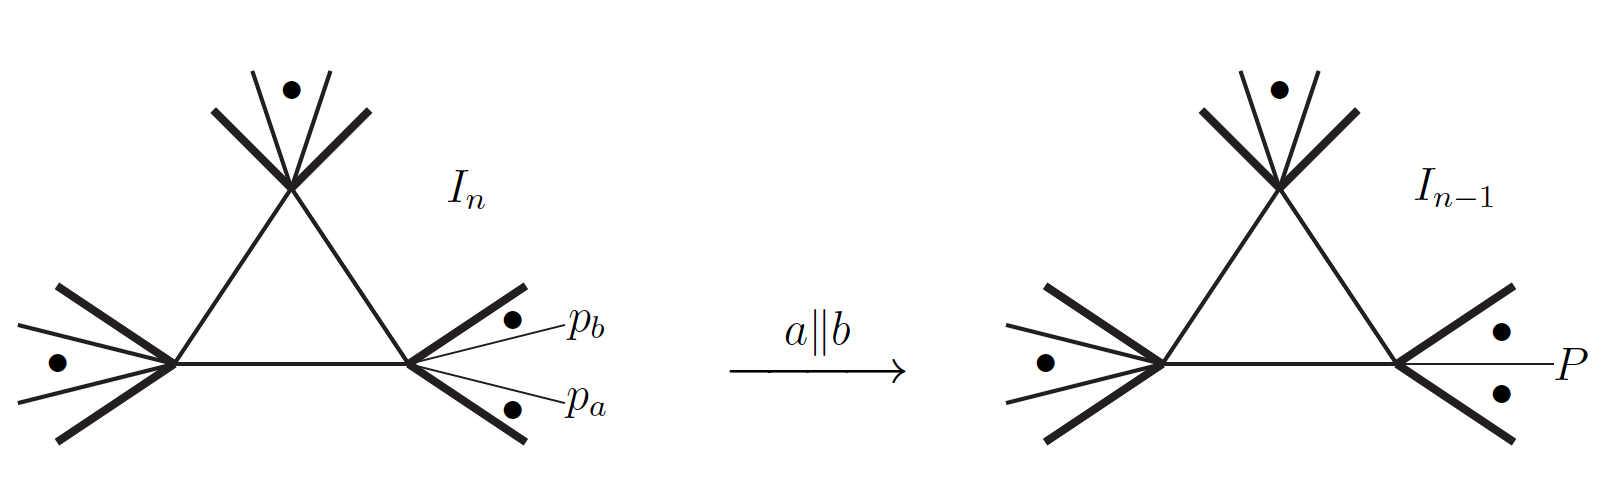 I_n
I_{n-1}
p_b
a∥b
p_a
P